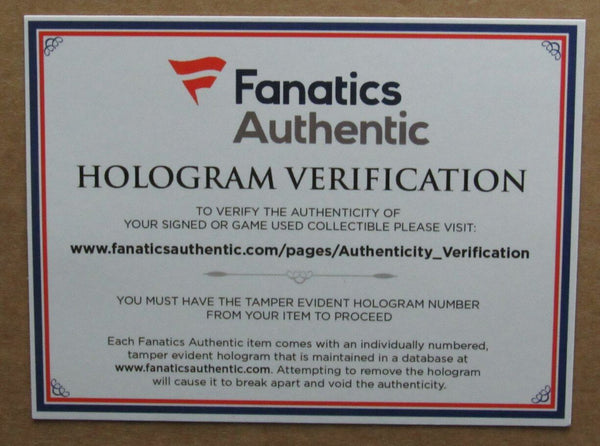 Fanatics
Authentic
HOLOGRAM VERIFICATION
TO VERIFY THE AUTHENTICITY OF
YOUR SIGNED OR GAME USED COLLECTIBLE PLEASE VISIT:
www.fanaticsauthentic.com/pages/Authenticity_Verification
YOU MUST HAVE THE TAMPER EVIDENT HOLOGRAM NUMBER
FROM YOUR ITEM TO PROCEED
Each Fanatics Authentic item comes with an individually numbered,
tamper evident hologram that is maintained in a database at
www.fanaticsauthentic.com. Attempting to remove the hologram
will cause it to break apart and void the authenticity.